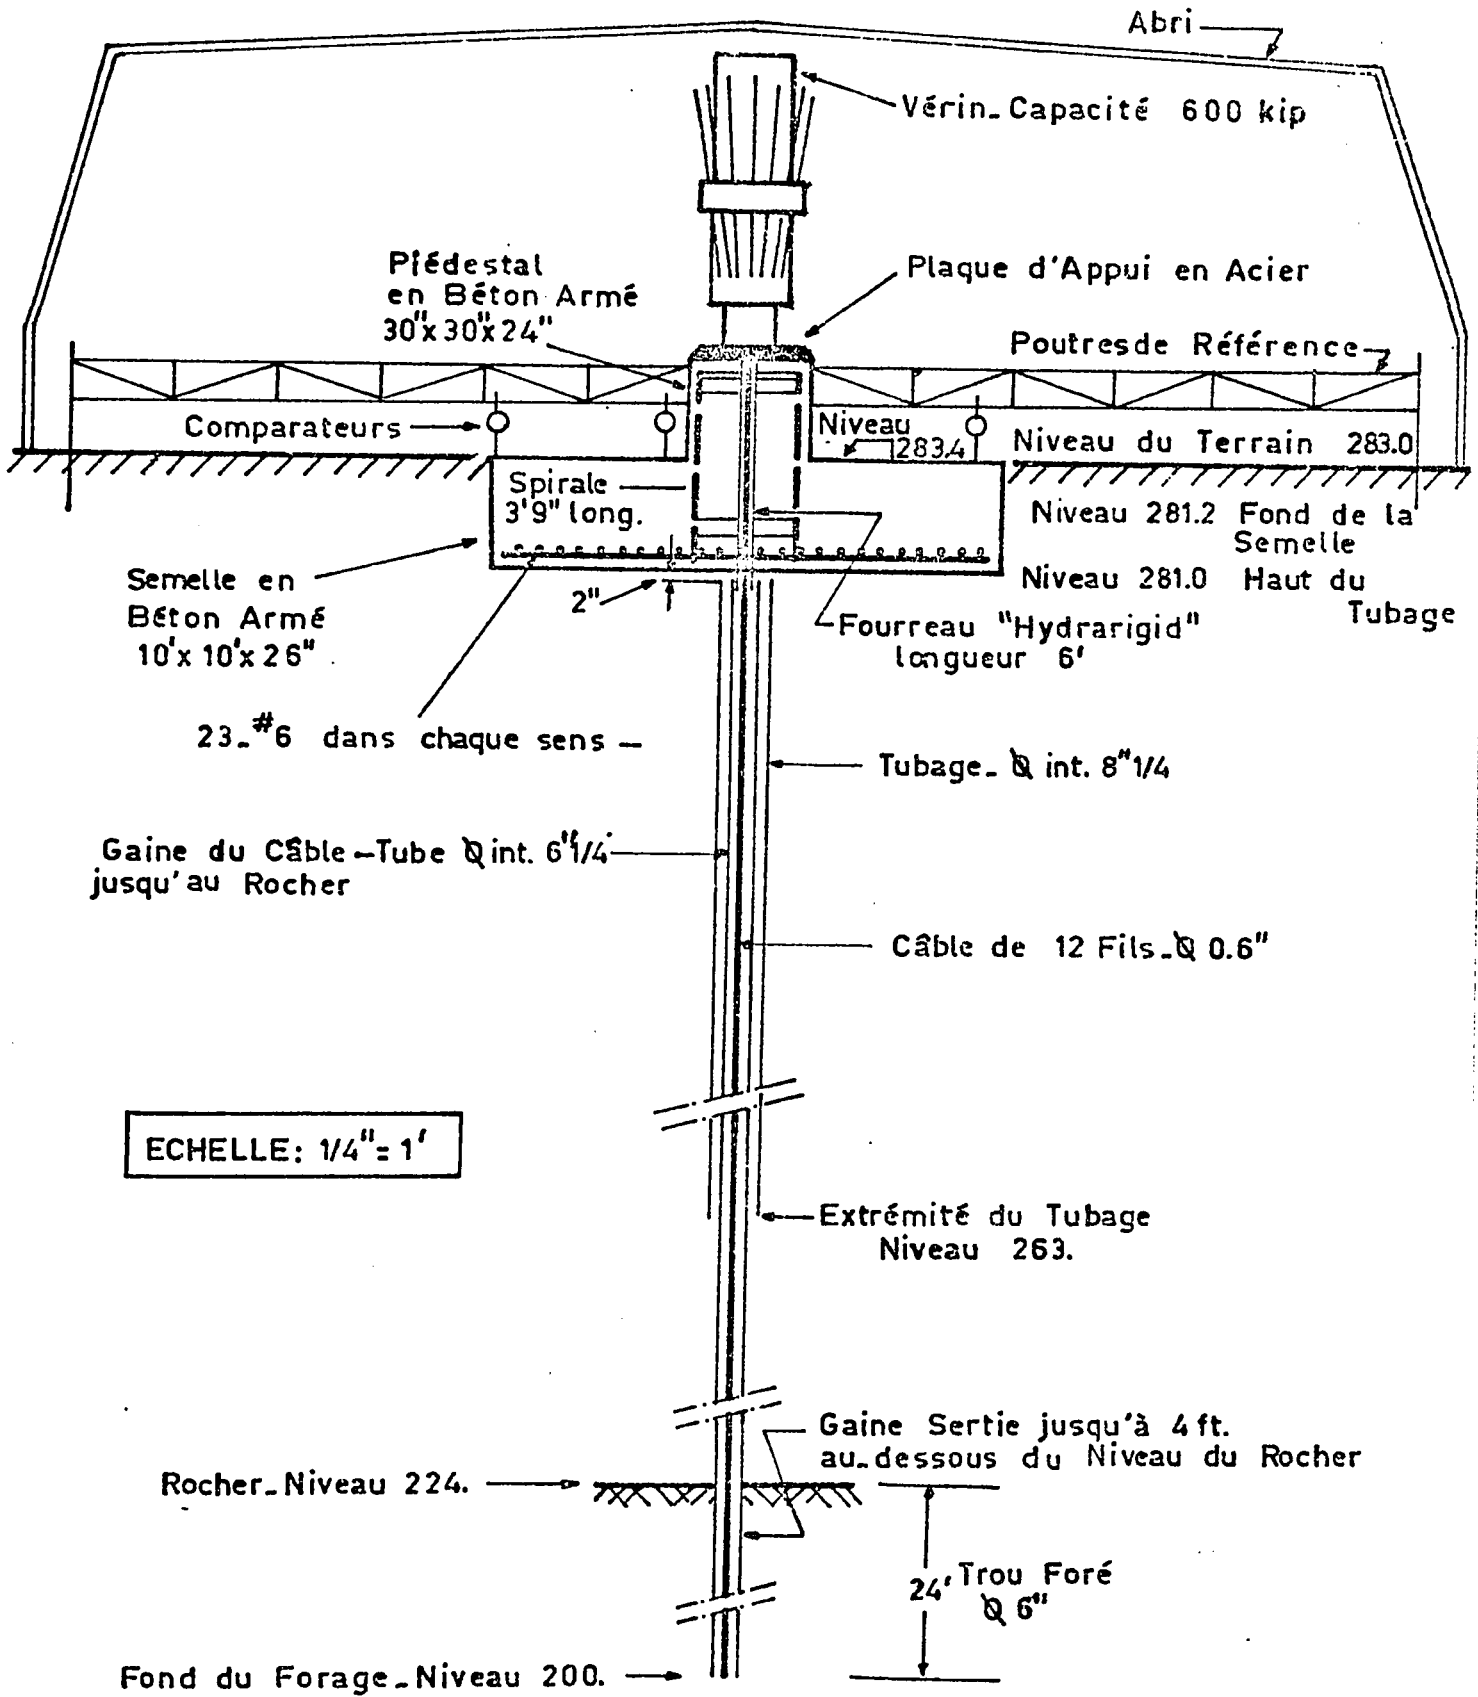 Abri
Vérin_Capacité 600 kip
Piédestal
en Béton Armé
30"x 30"x 24"
Plaque d'Appui en Acier
Poutres de Référence
Comparateurs
Niveau
283.4
Niveau du Terrain 283.0
Spirale
3'9" long.
Niveau 281.2 Fond de la
Semelle
Niveau 281.0 Haut du
Tubage
Semelle en
Béton Armé
10'x 10'x 26"
2"
Fourreau "Hydrarigid"
longueur 6'
23_#6 dans chaque sens
Tubage_Ø int. 8"1/4
Gaine du Câble_Tube Ø int. 6"1/4
jusqu'au Rocher
Câble de 12 Fils_Ø 0.6"
ECHELLE: 1/4"= 1'
Extrémité du Tubage
Niveau 263.
Gaine Sertie jusqu'à 4 ft.
au_dessous du Niveau du Rocher
Rocher_Niveau 224.
24' Trou Foré
Ø 6"
Fond du Forage_Niveau 200.